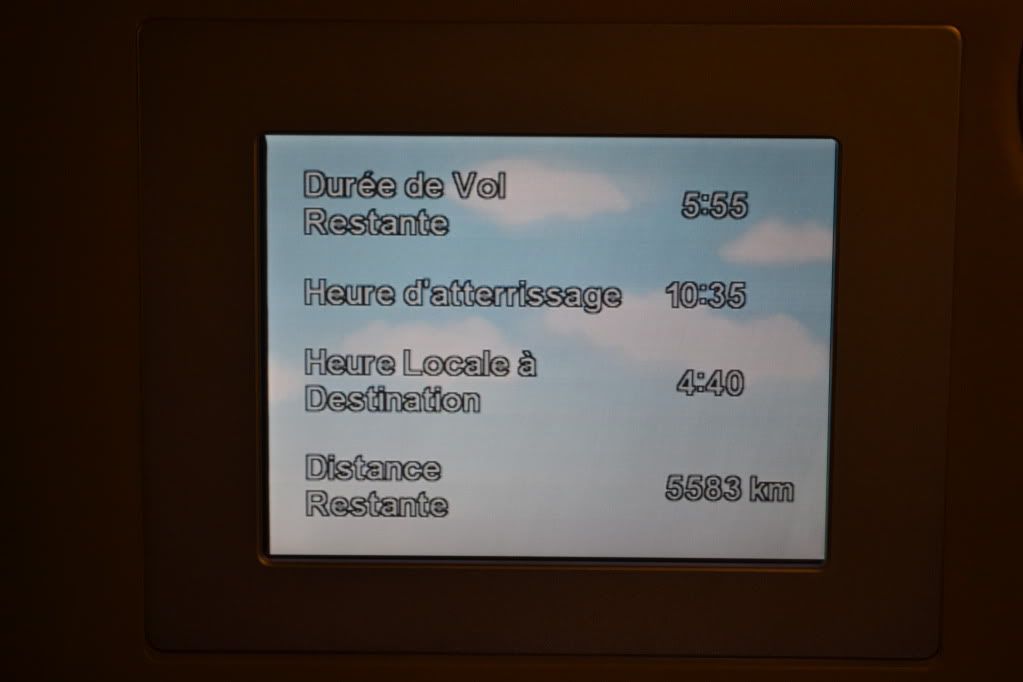 Durée de Vol
Restante 5:55
Heure d'atterrissage 10:35
Heure Locale à
Destination 4:40
Distance
Restante 5583 km